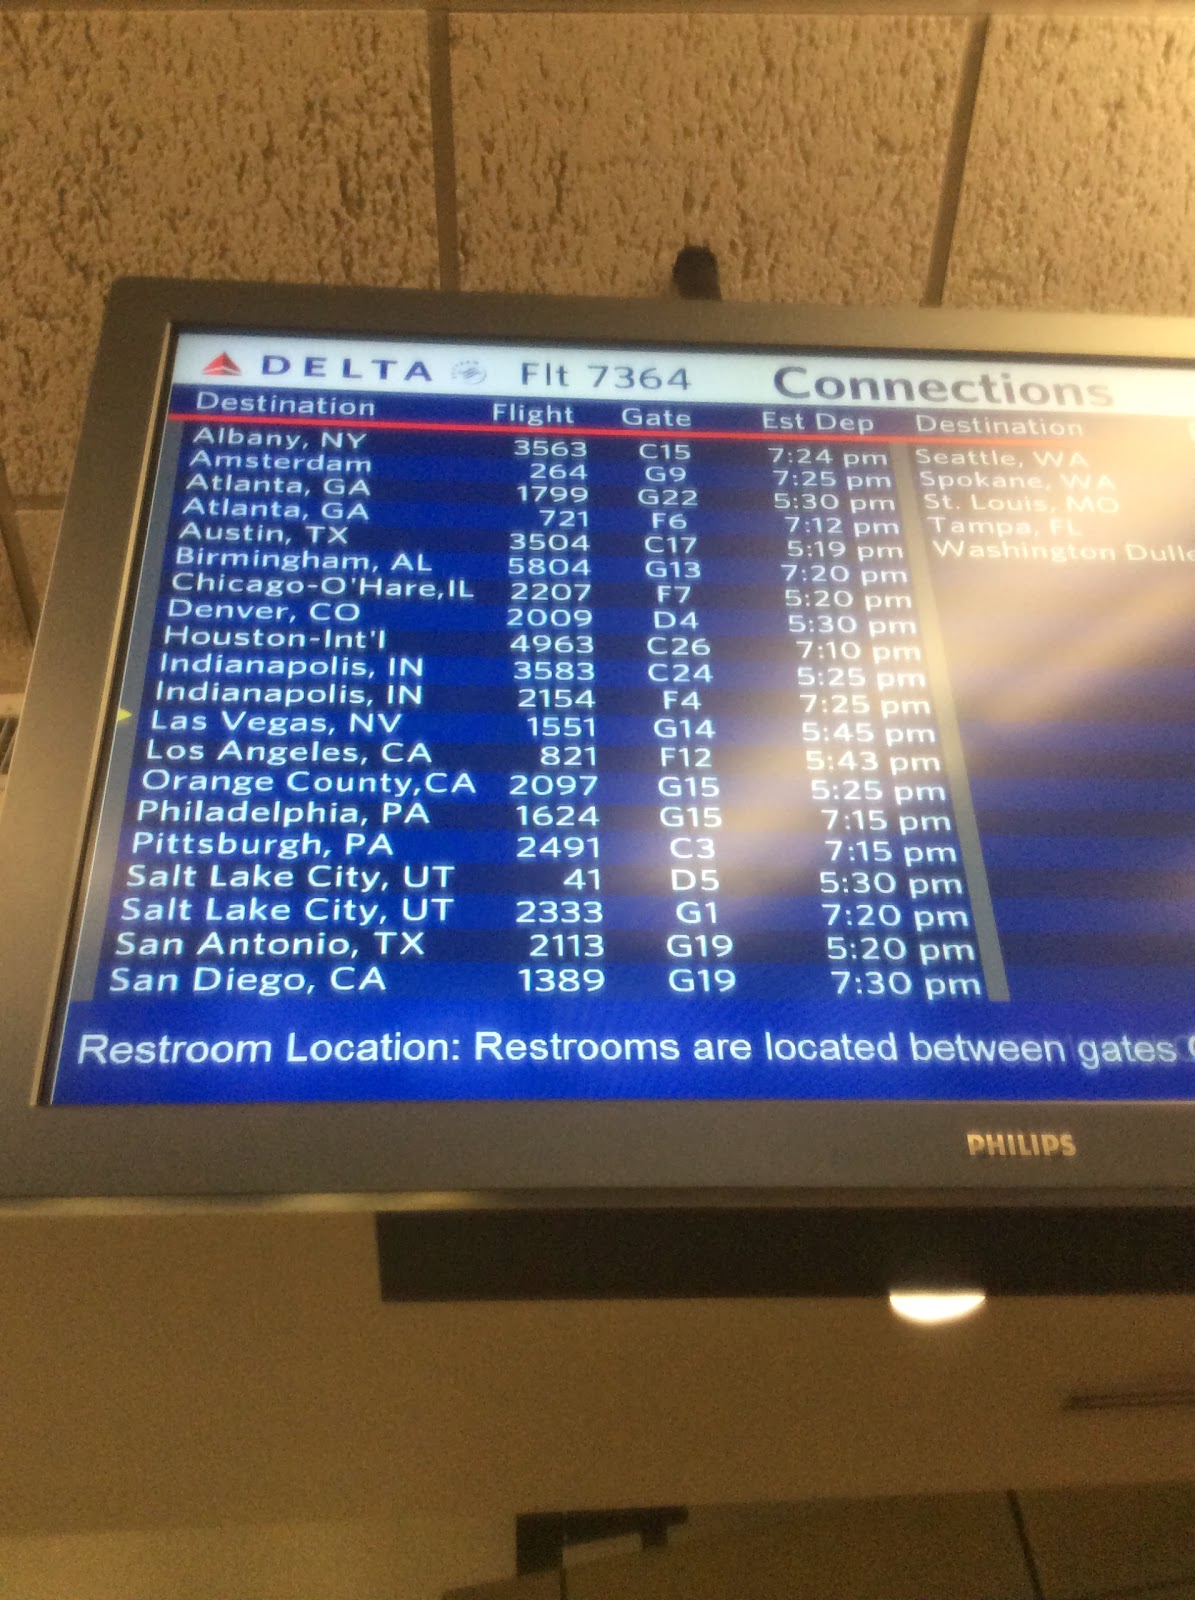 DELTA Flt 7364 Connections
Destination Flight Gate Est Dep Destination
Albany, NY 3563 C15 7:24 pm Seattle, WA
Amsterdam 264 G9 7:25 pm Spokane, WA
Atlanta, GA 1799 G22 5:30 pm St. Louis, MO
Atlanta, GA 721 F6 7:12 pm Tampa, FL
Austin, TX 3504 C17 5:19 pm Washington Dulle
Birmingham, AL 5804 G13 7:20 pm
Chicago-O'Hare,IL 2207 F7 5:20 pm
Denver, CO 2009 D4 5:30 pm
Houston-Int'l 4963 C26 7:10 pm
Indianapolis, IN 3583 C24 5:25 pm
Indianapolis, IN 2154 F4 7:25 pm
Las Vegas, NV 1551 G14 5:45 pm
Los Angeles, CA 821 F12 5:43 pm
Orange County,CA 2097 G15 5:25 pm
Philadelphia, PA 1624 G15 7:15 pm
Pittsburgh, PA 2491 C3 7:15 pm
Salt Lake City, UT 41 D5 5:30 pm
Salt Lake City, UT 2333 G1 7:20 pm
San Antonio, TX 2113 G19 5:20 pm
San Diego, CA 1389 G19 7:30 pm
Restroom Location: Restrooms are located between gates
PHILIPS